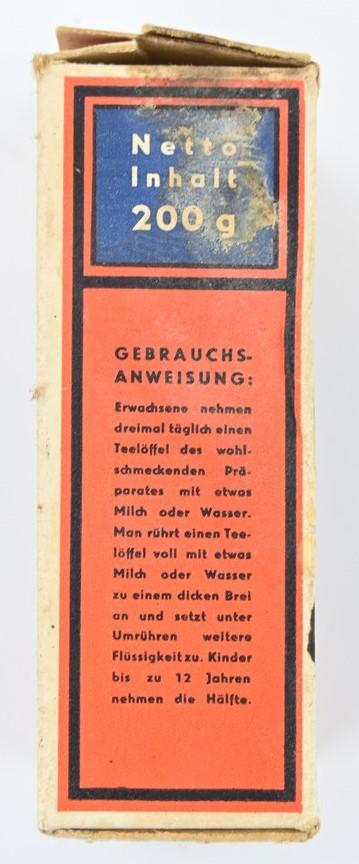 Netto
Inhalt
200 g
GEBRAUCHS-
ANWEISUNG:
Erwachsene nehmen
dreimal täglich einen
Teelöffel des wohl-
schmeckenden Prä-
parates mit etwas
Milch oder Wasser.
Man rührt einen Tee-
löffel voll mit etwas
Milch oder Wasser
zu einem dicken Brei
an und setzt unter
Umrühren weitere
Flüssigkeit zu. Kinder
bis zu 12 Jahren
nehmen die Hälfte.